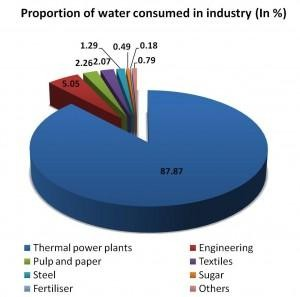 Proportion of water consumed in industry (In %)
1.29
0.49
0.18
2.26
2.07
0.79
5.05
87.87
Thermal power plants
Engineering
Pulp and paper
Textiles
Steel
Sugar
Fertiliser
Others